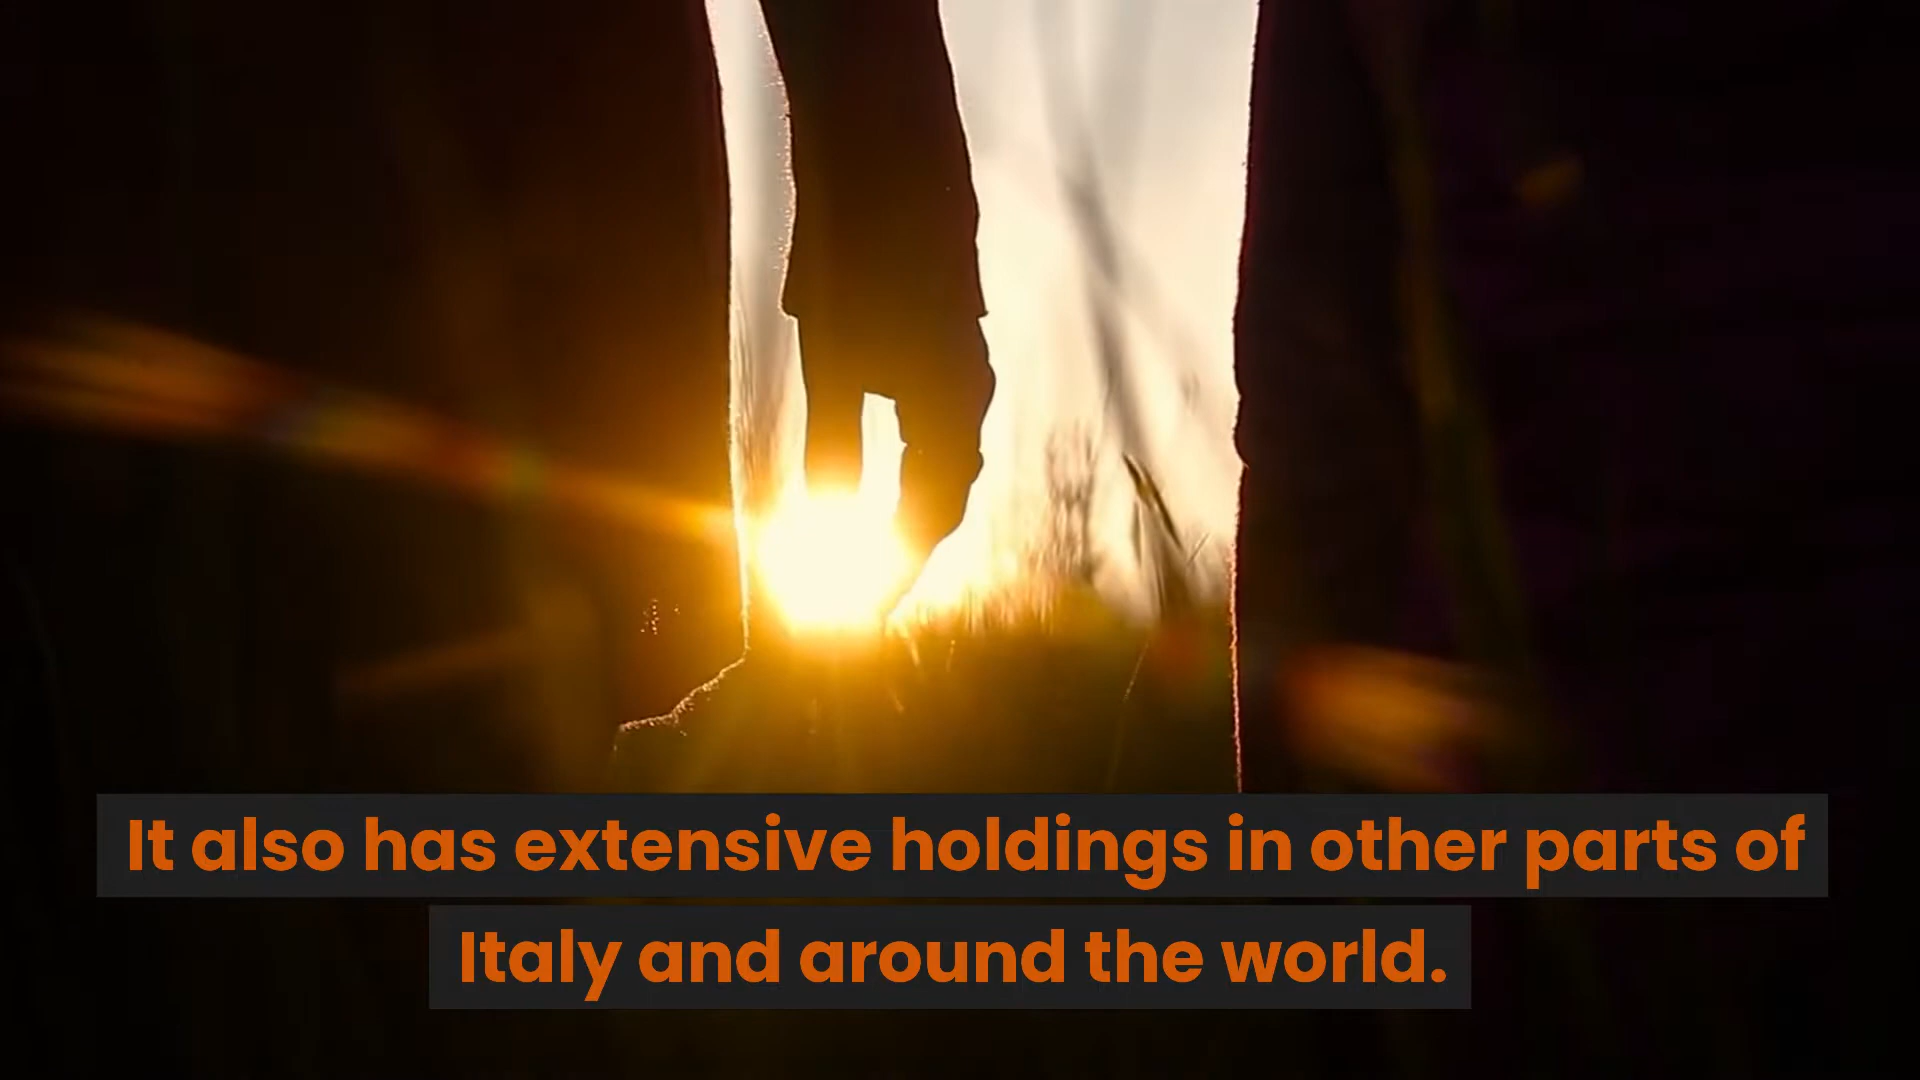 It also has extensive holdings in other parts of
Italy and around the world.